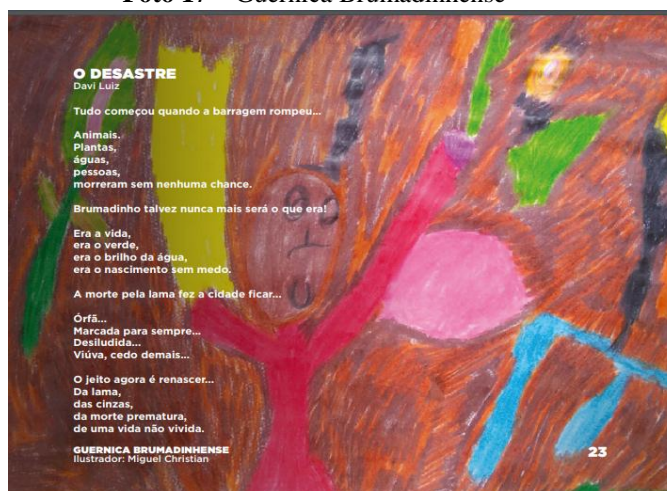 Foto 17 – Guernica Brumadinhense
O DESASTRE
Davi Luiz
Tudo começou quando a barragem rompeu...
Animais.
Plantas,
águas,
pessoas,
morreram sem nenhuma chance.
Brumadinho talvez nunca mais será o que era!
Era a vida,
era o verde,
era o brilho da água,
era o nascimento sem medo.
A morte pela lama fez a cidade ficar...
Órfã...
Marcada para sempre...
Desiludida...
Viúva, cedo demais...
O jeito agora é renascer...
Da lama,
das cinzas,
da morte prematura,
de uma vida não vivida.
GUERNICA BRUMADINHENSE
Ilustrador: Miguel Christian
23